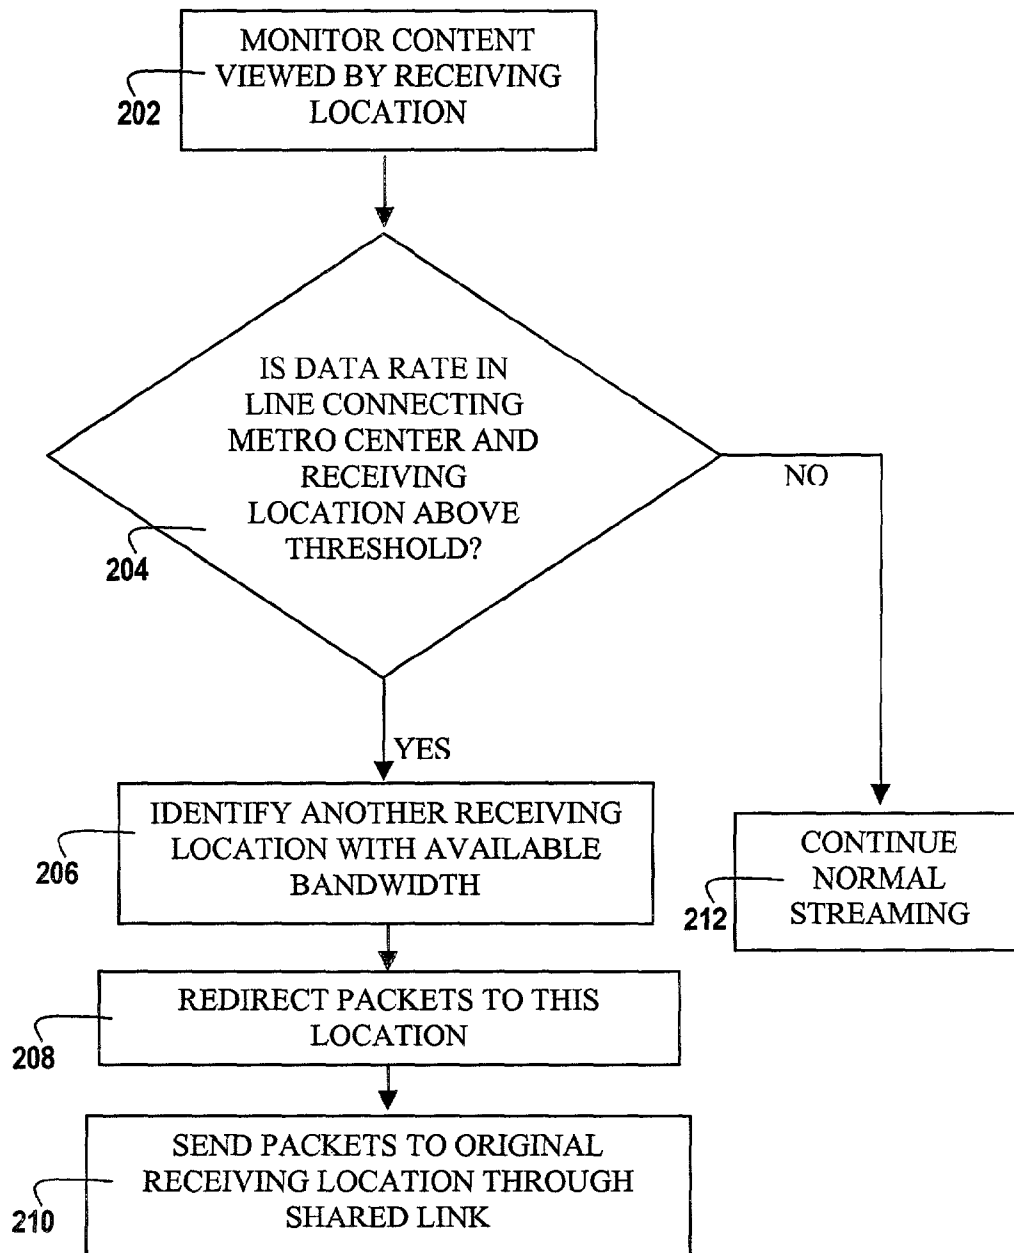 MONITOR CONTENT
VIEWED BY RECEIVING
LOCATION
202
IS DATA RATE IN
LINE CONNECTING
METRO CENTER AND
RECEIVING
LOCATION ABOVE
THRESHOLD?
204
NO
YES
IDENTIFY ANOTHER RECEIVING
LOCATION WITH AVAILABLE
BANDWIDTH
206
CONTINUE
NORMAL
STREAMING
212
REDIRECT PACKETS TO THIS
LOCATION
208
SEND PACKETS TO ORIGINAL
RECEIVING LOCATION THROUGH
SHARED LINK
210